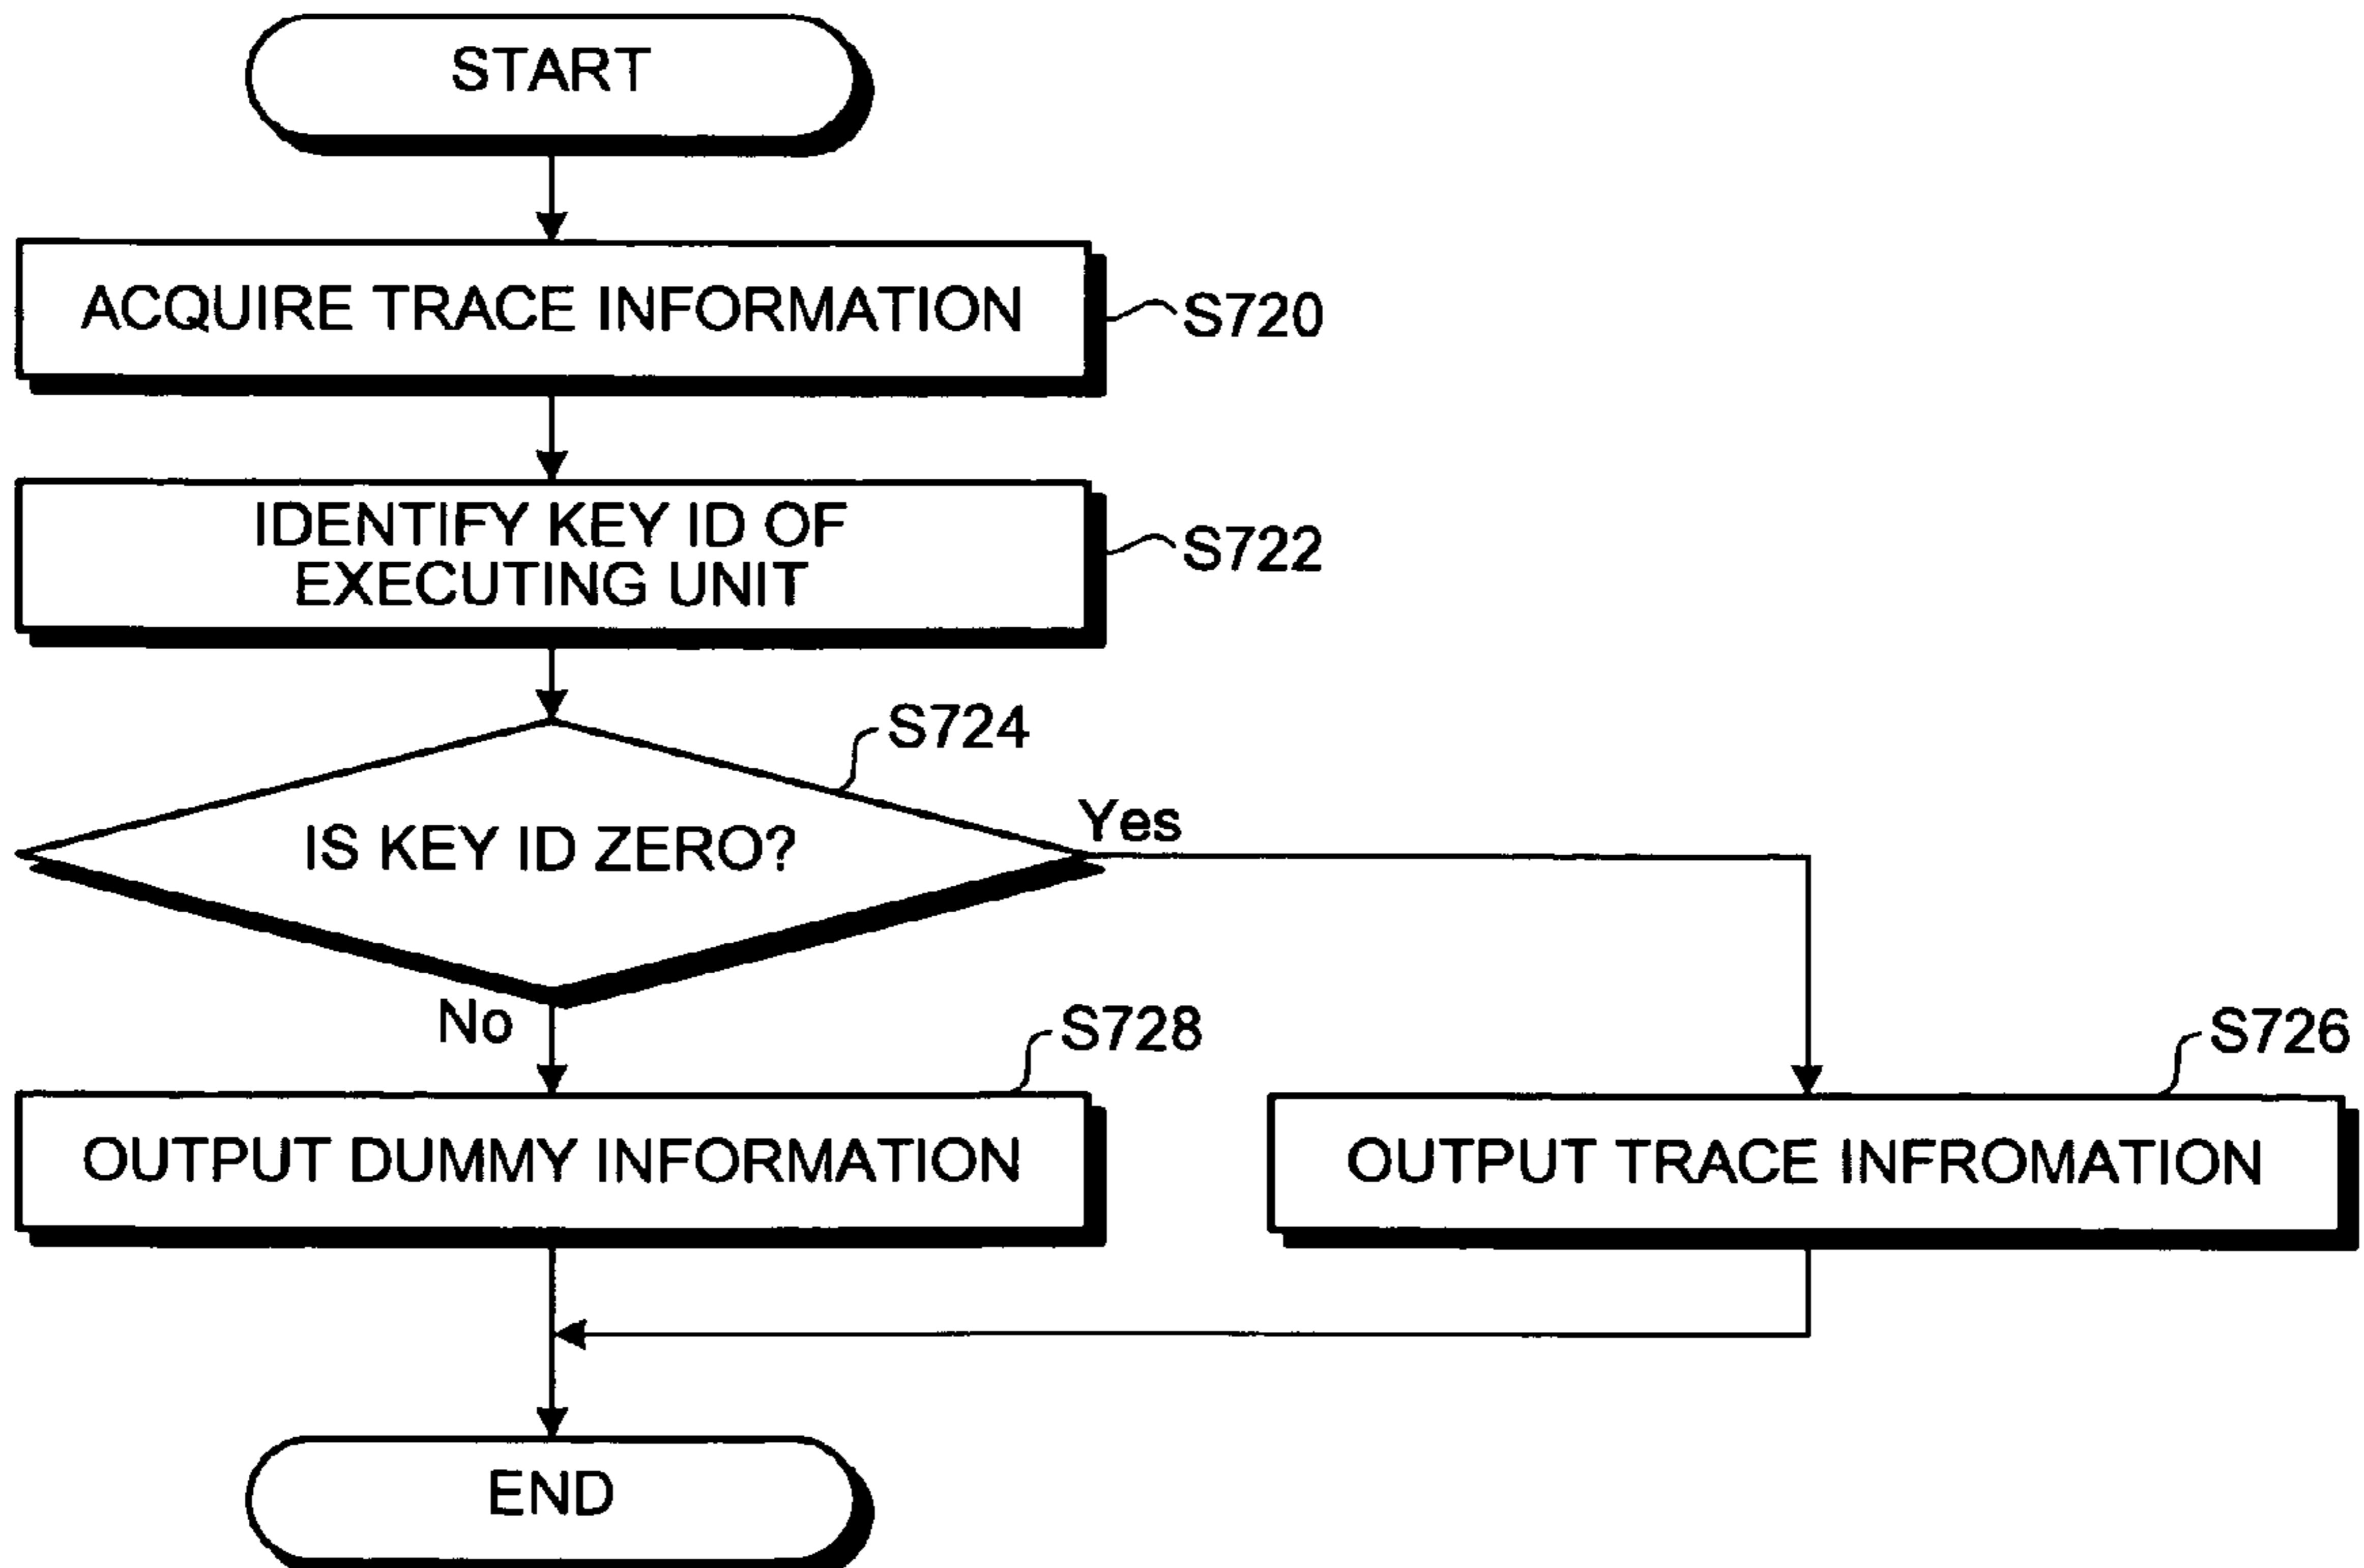 START
ACQUIRE TRACE INFORMATION
S720
IDENTIFY KEY ID OF
EXECUTING UNIT
S722
S724
IS KEY ID ZERO?
Yes
No
S728
OUTPUT DUMMY INFORMATION
S726
OUTPUT TRACE INFROMATION
END